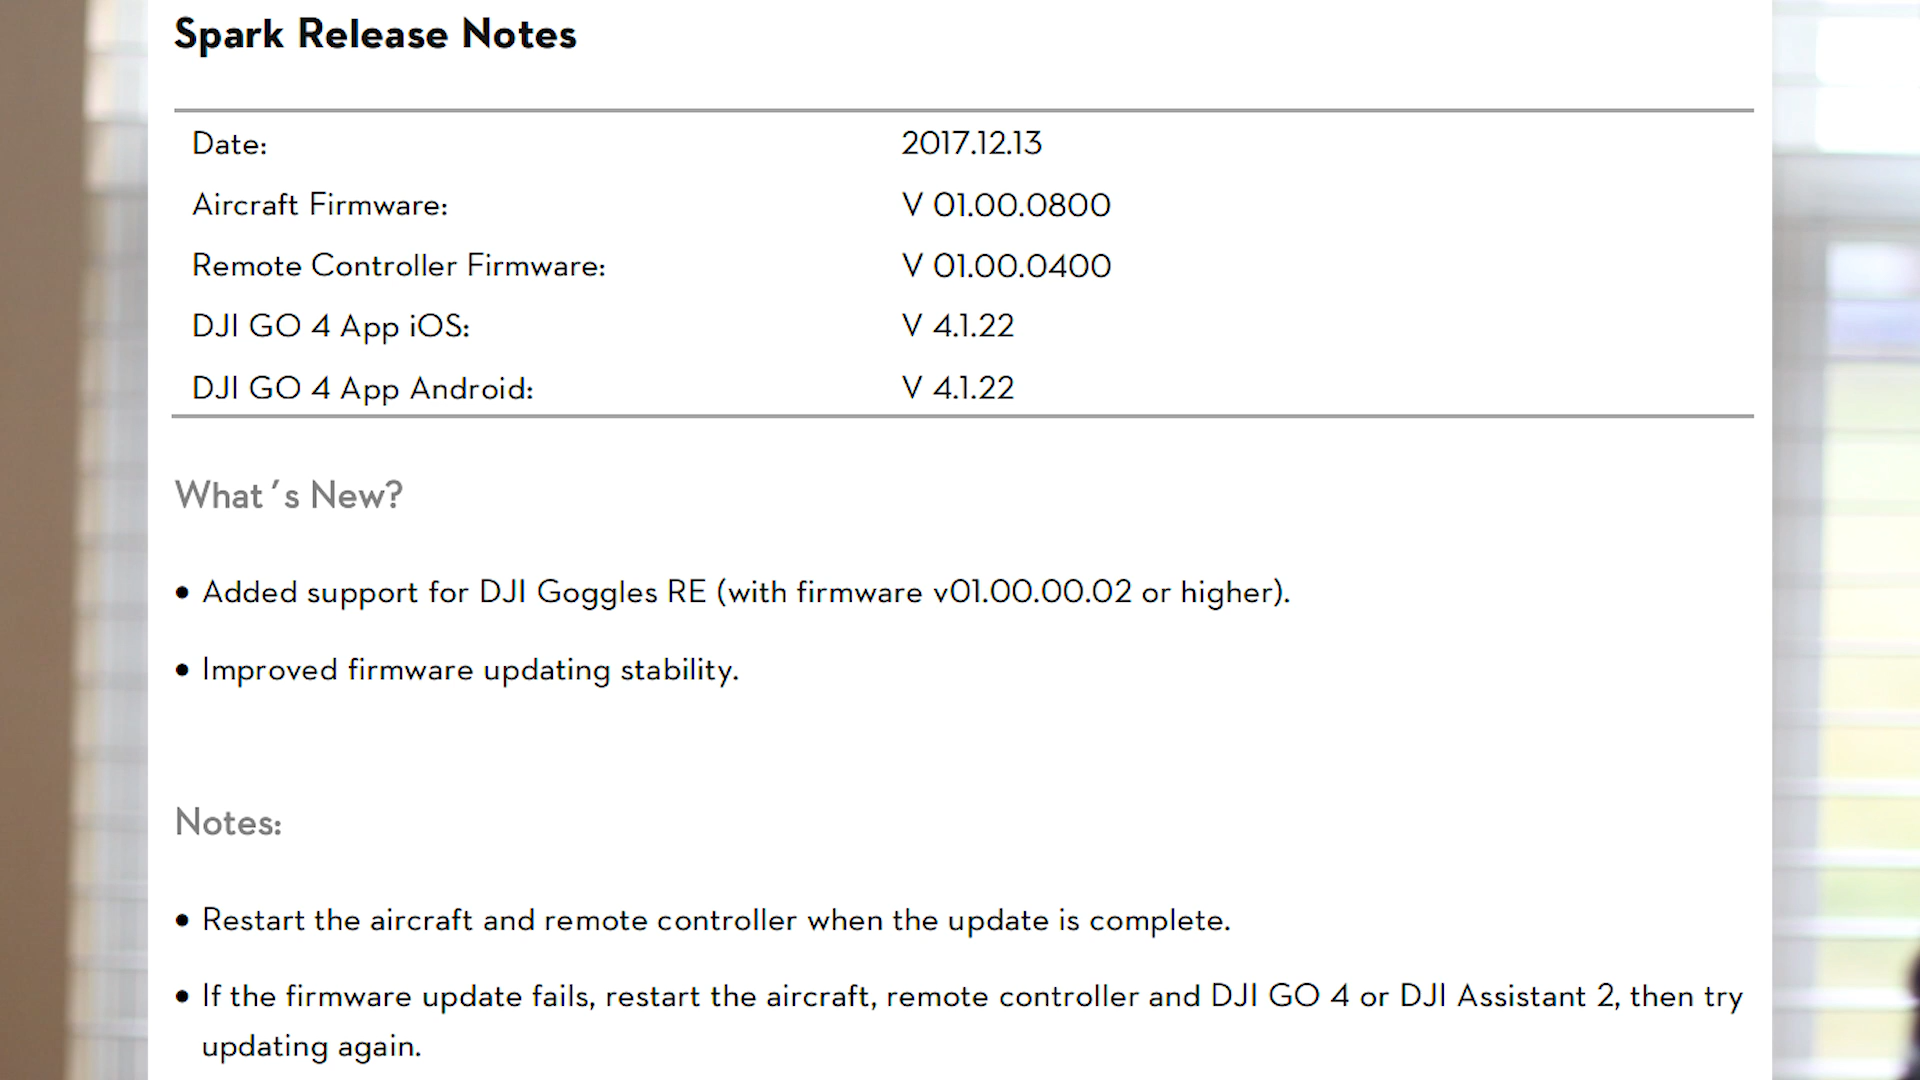 Spark Release Notes
Date: 2017.12.13
Aircraft Firmware: V 01.00.0800
Remote Controller Firmware: V 01.00.0400
DJI GO 4 App iOS: V 4.1.22
DJI GO 4 App Android: V 4.1.22
What´s New?
• Added support for DJI Goggles RE (with firmware v01.00.00.02 or higher).
• Improved firmware updating stability.
Notes:
• Restart the aircraft and remote controller when the update is complete.
• If the firmware update fails, restart the aircraft, remote controller and DJI GO 4 or DJI Assistant 2, then try
updating again.